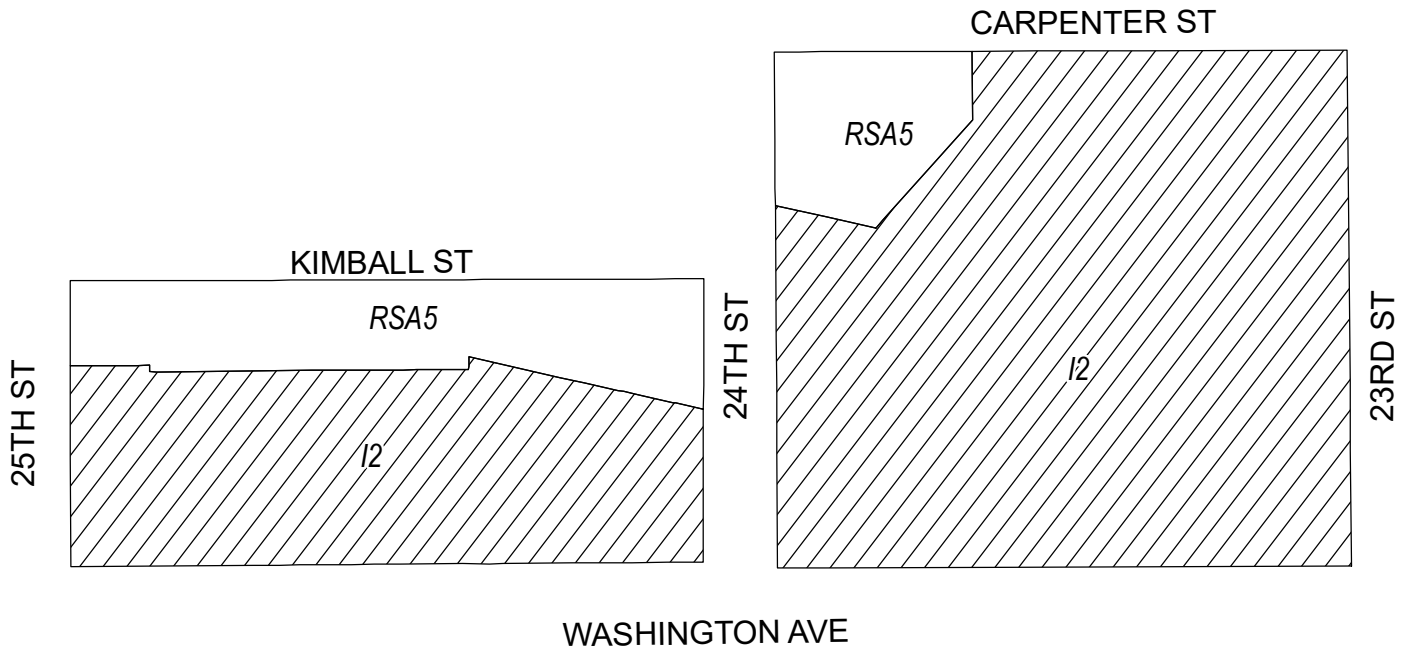 CARPENTER ST
RSA5
KIMBALL ST
RSA5
25TH ST
24TH ST
23RD ST
I2
I2
WASHINGTON AVE